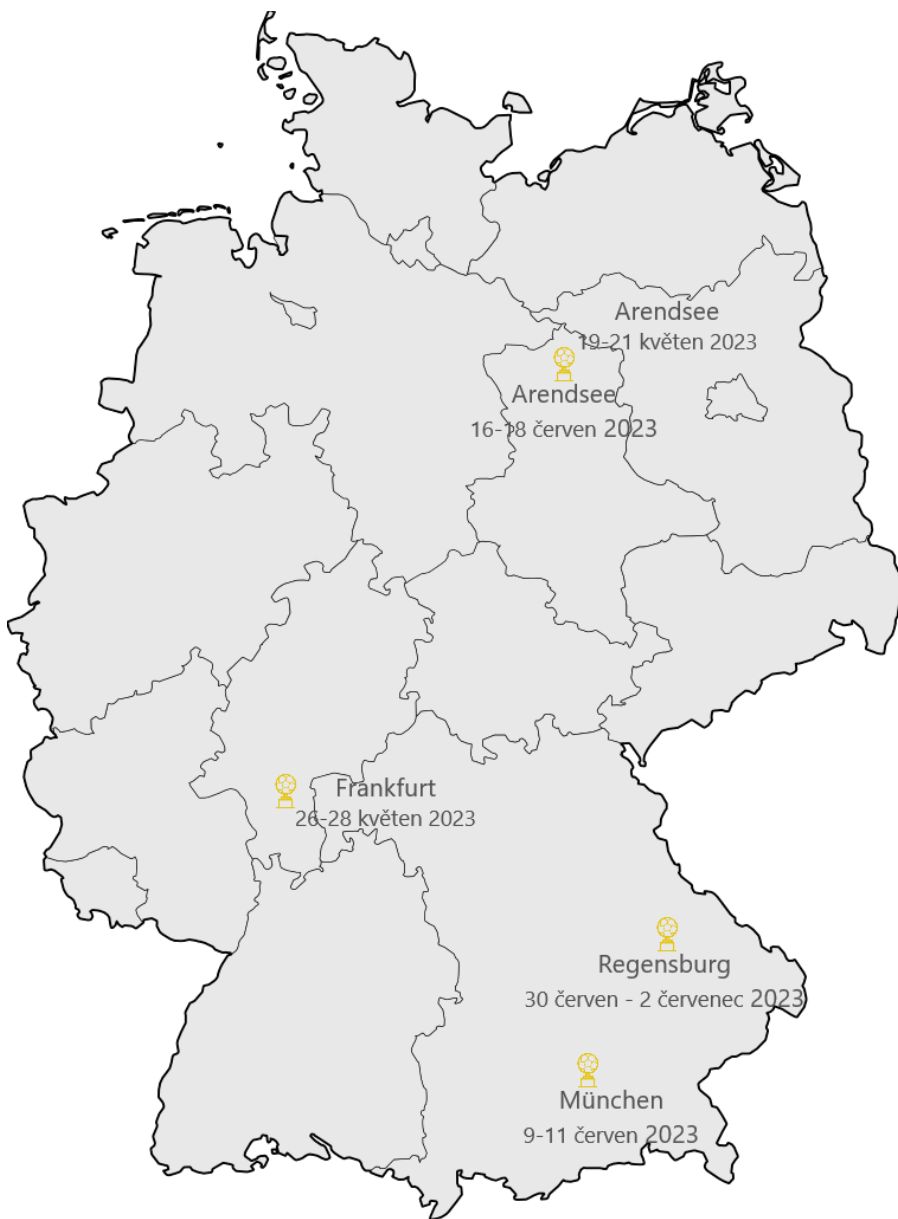 Arendsee
19-21 květen 2023
Arendsee
16-18 červen 2023
Frankfurt
26-28 květen 2023
Regensburg
30 červen - 2 červenec 2023
München
9-11 červen 2023